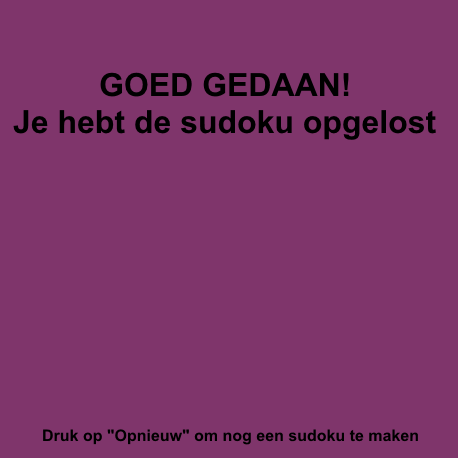 GOED GEDAAN!
Je hebt de sudoku opgelost
Druk op "Opnieuw" om nog een sudoku te maken